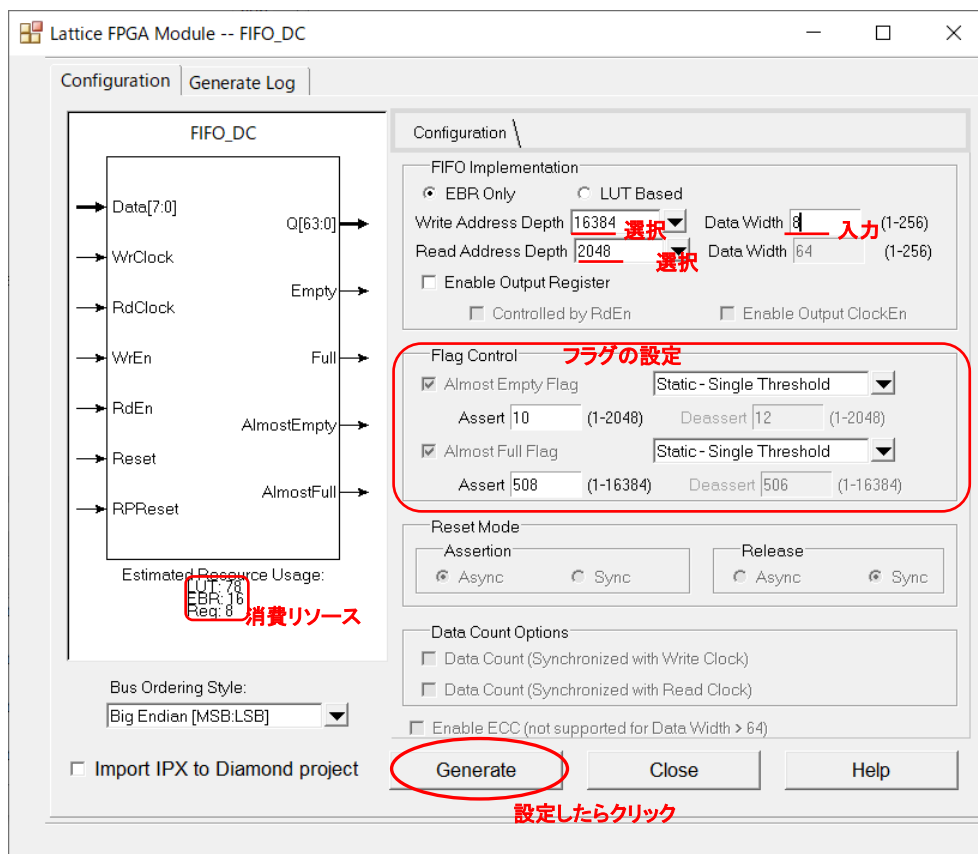 Lattice FPGA Module -- FIFO_DC
Configuration
Generate Log
FIFO_DC
Data[7:0]
Q[63:0]
WrClock
Empty
RdClock
WrEn
Full
RdEn
AlmostEmpty
Reset
AlmostFull
RPReset
Estimated Resource Usage:
LUT: 78
EBR: 16
Reg: 8
消費リソース
Bus Ordering Style:
Big Endian [MSB:LSB]
Import IPX to Diamond project
Configuration
FIFO Implementation
EBR Only LUT Based
Write Address Depth 16384 選択 Data Width 8 入力 (1-256)
Read Address Depth 2048 選択 Data Width 64 (1-256)
Enable Output Register
Controlled by RdEn Enable Output ClockEn
Flag Control フラグの設定
Almost Empty Flag Static - Single Threshold
Assert 10 (1-2048) Deassert 12 (1-2048)
Almost Full Flag Static - Single Threshold
Assert 508 (1-16384) Deassert 506 (1-16384)
Reset Mode
Assertion Release
Async Sync Async Sync
Data Count Options
Data Count (Synchronized with Write Clock)
Data Count (Synchronized with Read Clock)
Enable ECC (not supported for Data Width > 64)
Generate Close Help
設定したらクリック